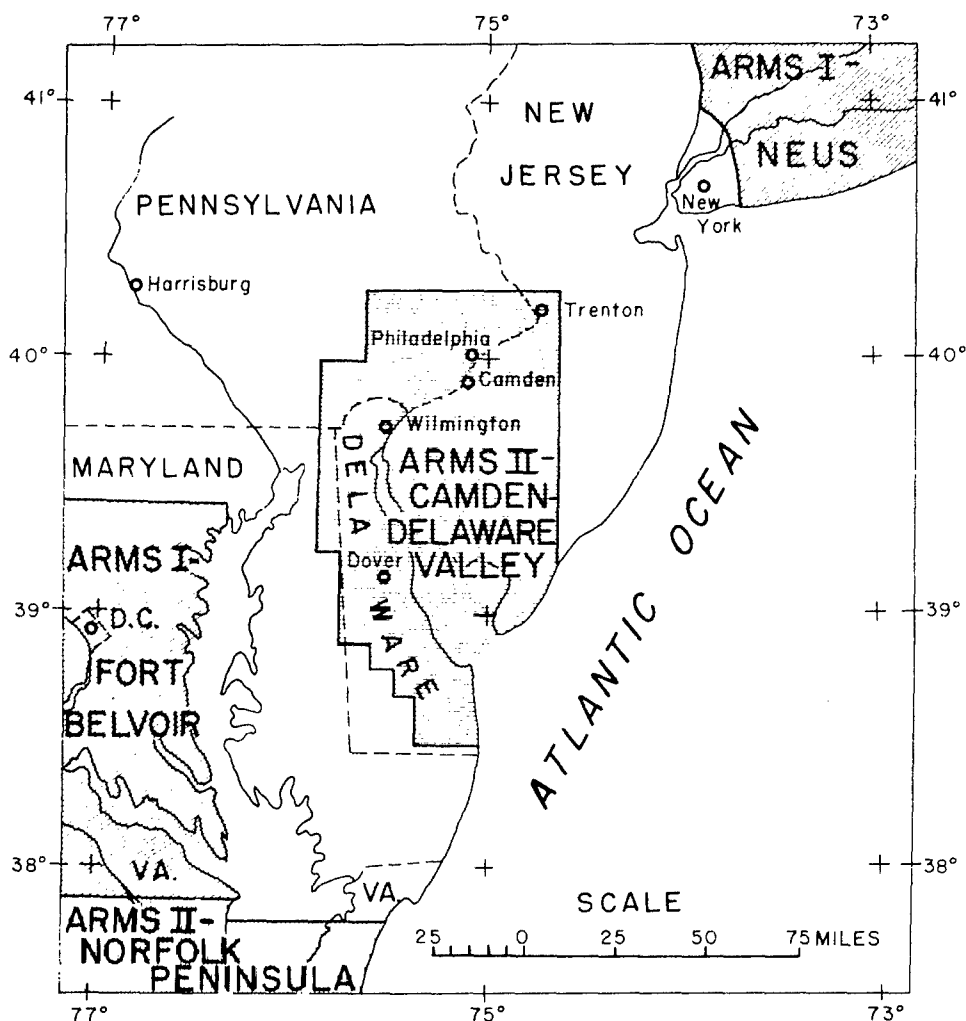 77° 75° 73°
ARMS I-
41° 41°
NEW
NEUS
JERSEY
PENNSYLVANIA
New
York
Harrisburg
Trenton
Philadelphia
40° 40°
Camden
Wilmington
MARYLAND
DELAWARE
ARMS II-
CAMDEN
DELAWARE
VALLEY
ATLANTIC OCEAN
ARMS I-
Dover
39° 39°
D.C.
FORT
BELVOIR
38° 38°
VA.
VA.
SCALE
ARMS II-
NORFOLK
PENINSULA
25 0 25 50 75 MILES
77° 75° 73°